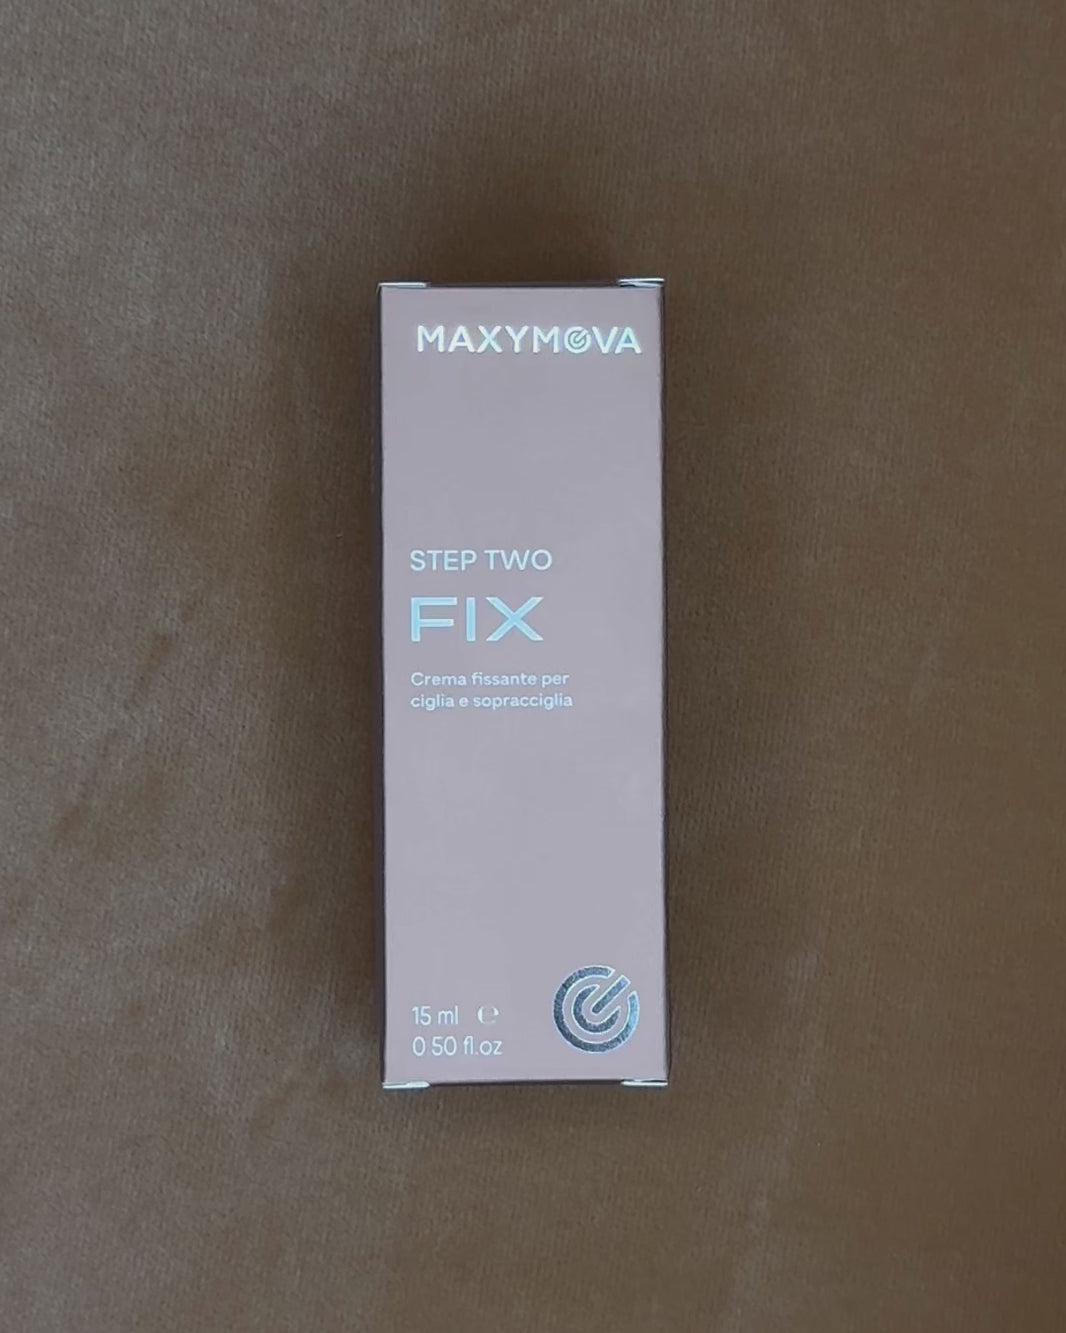 MAXYMOVA
STEP TWO
FIX
Crema fissante per
ciglia e sopracciglia
15 ml ℮
0 50 fl.oz